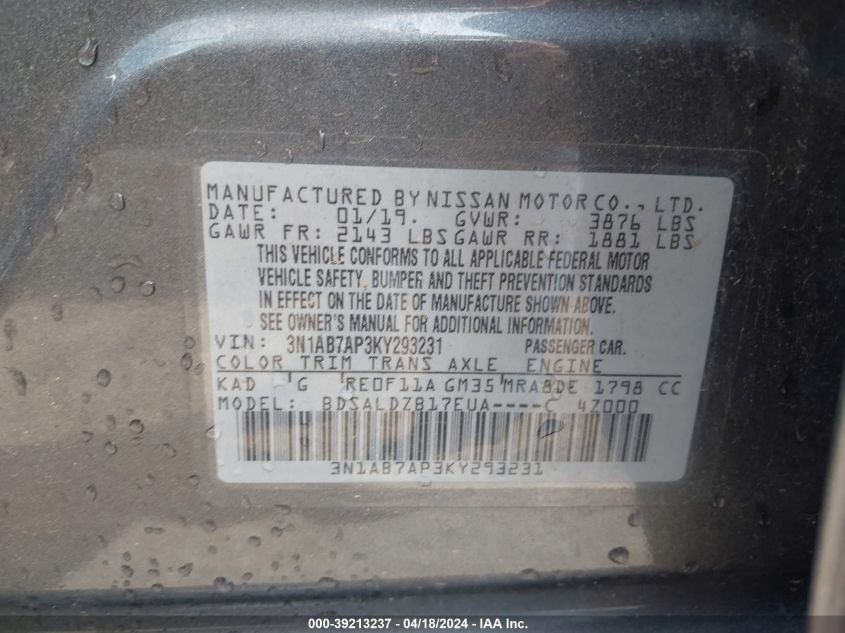 MANUFACTURED BY NISSAN MOTOR CO., LTD.
DATE: 01/19. GVWR: 3876 LBS
GAWR FR: 2143 LBS GAWR RR: 1881 LBS
THIS VEHICLE CONFORMS TO ALL APPLICABLE FEDERAL MOTOR
VEHICLE SAFETY, BUMPER AND THEFT PREVENTION STANDARDS
IN EFFECT ON THE DATE OF MANUFACTURE SHOWN ABOVE.
SEE OWNER'S MANUAL FOR ADDITIONAL INFORMATION.
VIN: 3N1AB7AP3KY293231 PASSENGER CAR.
COLOR TRIM TRANS AXLE ENGINE
KAD G RE0F11A GM35 MRA8DE 1798 CC
MODEL: BDSALDZB17EUA----C 4Z000
3N1AB7AP3KY293231
000-39213237 - 04/18/2024 - IAA Inc.